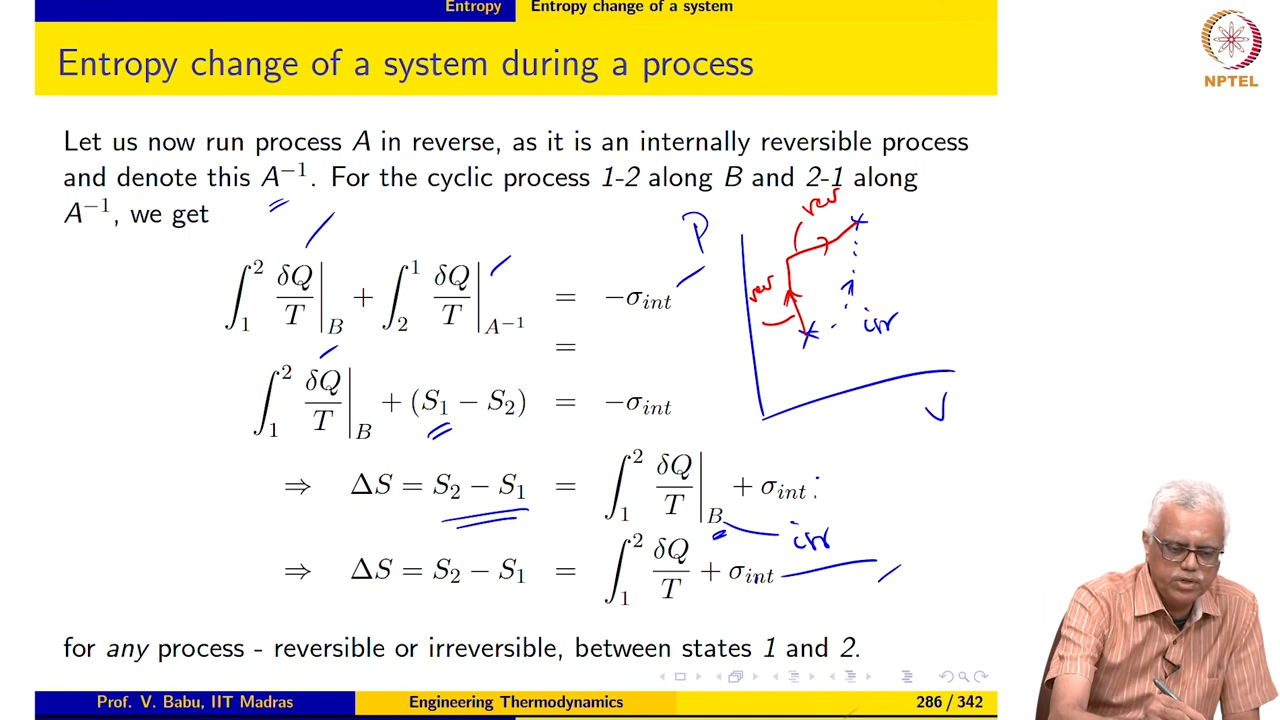 Entropy Entropy change of a system
Entropy change of a system during a process
NPTEL
Let us now run process A in reverse, as it is an internally reversible process
and denote this A⁻¹. For the cyclic process 1-2 along B and 2-1 along
A⁻¹, we get
∫₁² δQ/T |_B + ∫₂¹ δQ/T |_A⁻¹ = −σ_int
=
∫₁² δQ/T |_B + (S₁ − S₂) = −σ_int
⇒ ΔS = S₂ − S₁ = ∫₁² δQ/T |_B + σ_int
⇒ ΔS = S₂ − S₁ = ∫₁² δQ/T + σ_int
P
rev
rev
irr
V
irr
for any process - reversible or irreversible, between states 1 and 2.
Prof. V. Babu, IIT Madras Engineering Thermodynamics 286 / 342